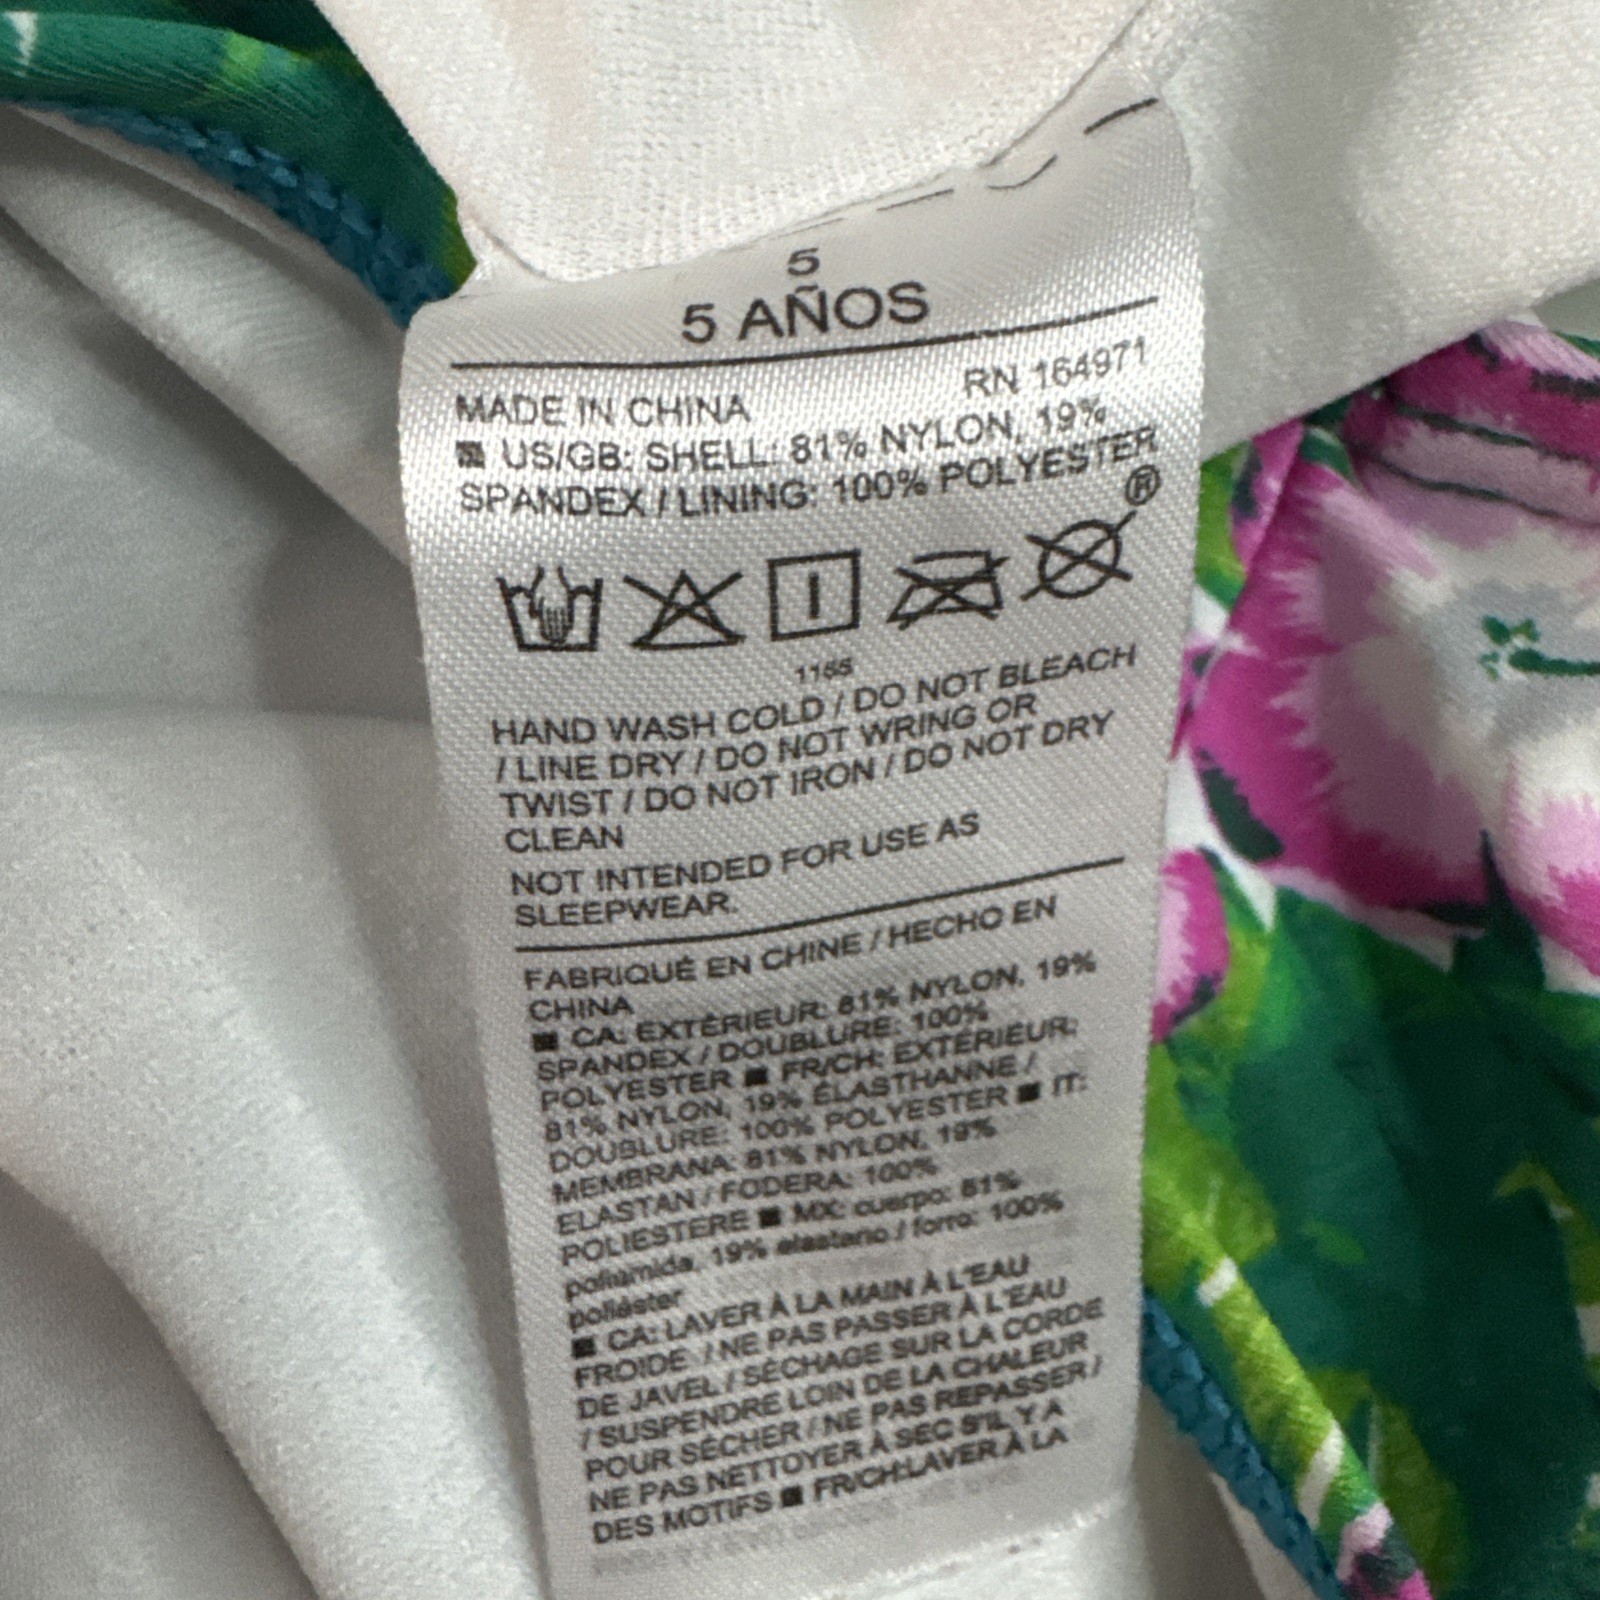 5
5 AÑOS
RN 164971
MADE IN CHINA
■ US/GB: SHELL: 81% NYLON, 19%
SPANDEX / LINING: 100% POLYESTER
®
1165
HAND WASH COLD / DO NOT BLEACH
/ LINE DRY / DO NOT WRING OR
TWIST / DO NOT IRON / DO NOT DRY
CLEAN
NOT INTENDED FOR USE AS
SLEEPWEAR.
FABRIQUÉ EN CHINE / HECHO EN
CHINA
■ CA: EXTÉRIEUR: 81% NYLON, 19%
SPANDEX / DOUBLURE: 100%
POLYESTER ■ FR/CH: EXTÉRIEUR:
81% NYLON, 19% ÉLASTHANNE /
DOUBLURE: 100% POLYESTER ■ IT:
MEMBRANA: 81% NYLON, 19%
ELASTAN / FODERA: 100%
POLIESTERE ■ MX: cuerpo: 81%
poliamida, 19% elastano / forro: 100%
poliéster
■ CA: LAVER À LA MAIN À L'EAU
FROIDE / NE PAS PASSER À L'EAU
DE JAVEL / SÉCHAGE SUR LA CORDE
/ SUSPENDRE LOIN DE LA CHALEUR
POUR SÉCHER / NE PAS REPASSER /
NE PAS NETTOYER À SEC S'IL Y A
DES MOTIFS ■ FR/CH:LAVER À LA